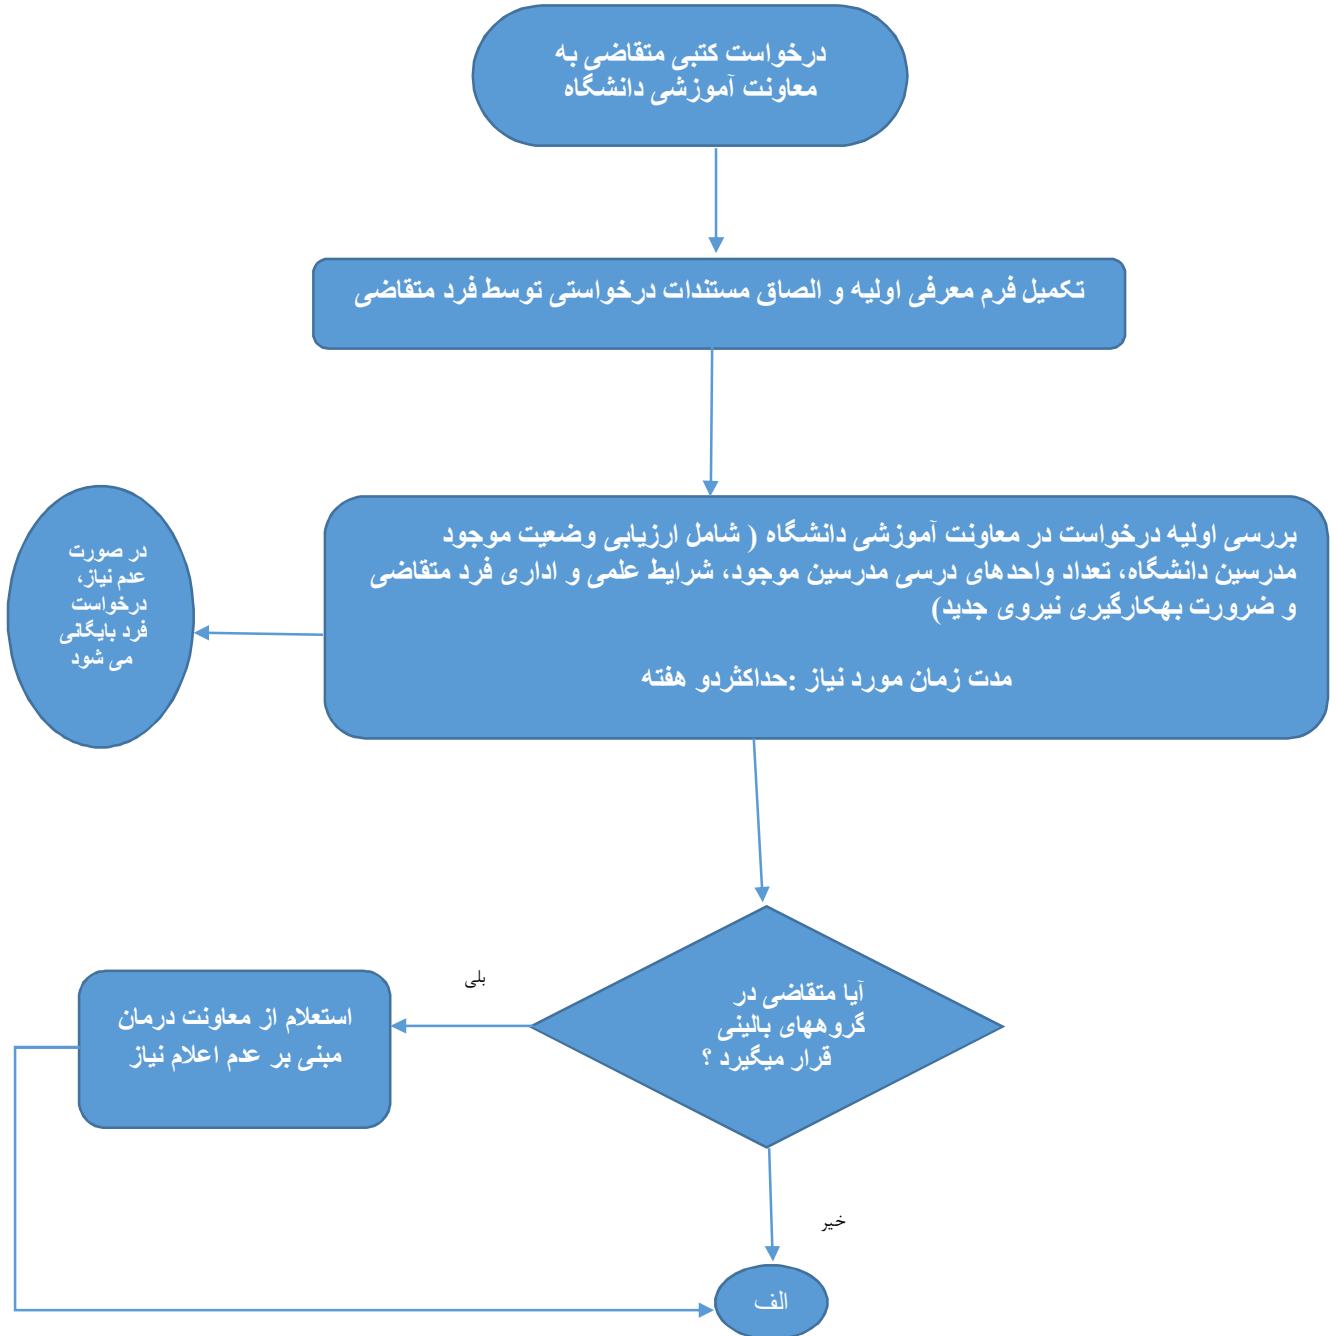 درخواست کتبی متقاضی به
معاونت آموزشی دانشگاه
تکمیل فرم معرفی اولیه و الصاق مستندات درخواستی توسط فرد متقاضی
بررسی اولیه درخواست در معاونت آموزشی دانشگاه ( شامل ارزیابی وضعیت موجود
مدرسین دانشگاه، تعداد واحدهای درسی مدرسین موجود، شرایط علمی و اداری فرد متقاضی
و ضرورت بهکارگیری نیروی جدید)
مدت زمان مورد نیاز :حداکثردو هفته
در صورت
عدم نیاز،
درخواست
فرد بایگانی
می شود
آیا متقاضی در
گروههای بالینی
قرار میگیرد ؟
بلی
استعلام از معاونت درمان
مبنی بر عدم اعلام نیاز
خیر
الف